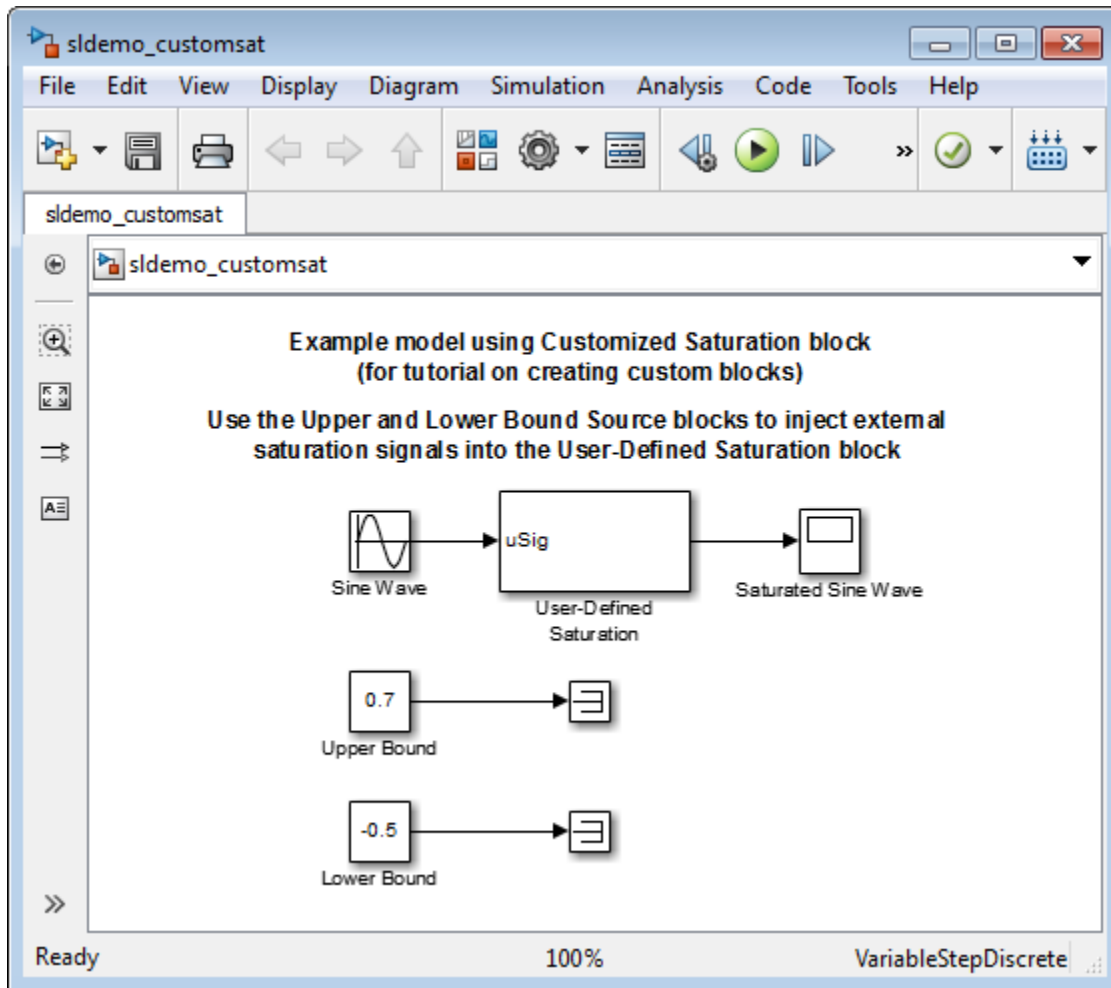 sldemo_customsat
File Edit View Display Diagram Simulation Analysis Code Tools Help
sldemo_customsat
sldemo_customsat
Example model using Customized Saturation block
(for tutorial on creating custom blocks)
Use the Upper and Lower Bound Source blocks to inject external
saturation signals into the User-Defined Saturation block
uSig
Sine Wave
User-Defined
Saturation
Saturated Sine Wave
0.7
Upper Bound
-0.5
Lower Bound
Ready 100% VariableStepDiscrete